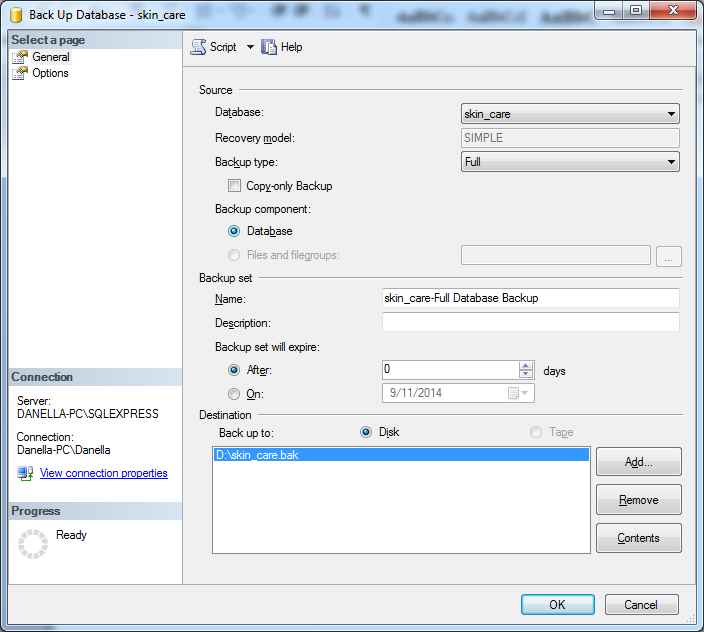 Back Up Database - skin_care
Select a page
General
Options
Script
Help
Source
Database:
skin_care
Recovery model:
SIMPLE
Backup type:
Full
Copy-only Backup
Backup component:
Database
Files and filegroups:
...
Backup set
Name:
skin_care-Full Database Backup
Description:
Backup set will expire:
After:
0
days
On:
9/11/2014
Destination
Back up to:
Disk
Tape
D:\skin_care.bak
Add...
Remove
Contents
Connection
Server:
DANELLA-PC\SQLEXPRESS
Connection:
Danella-PC\Danella
View connection properties
Progress
Ready
OK
Cancel